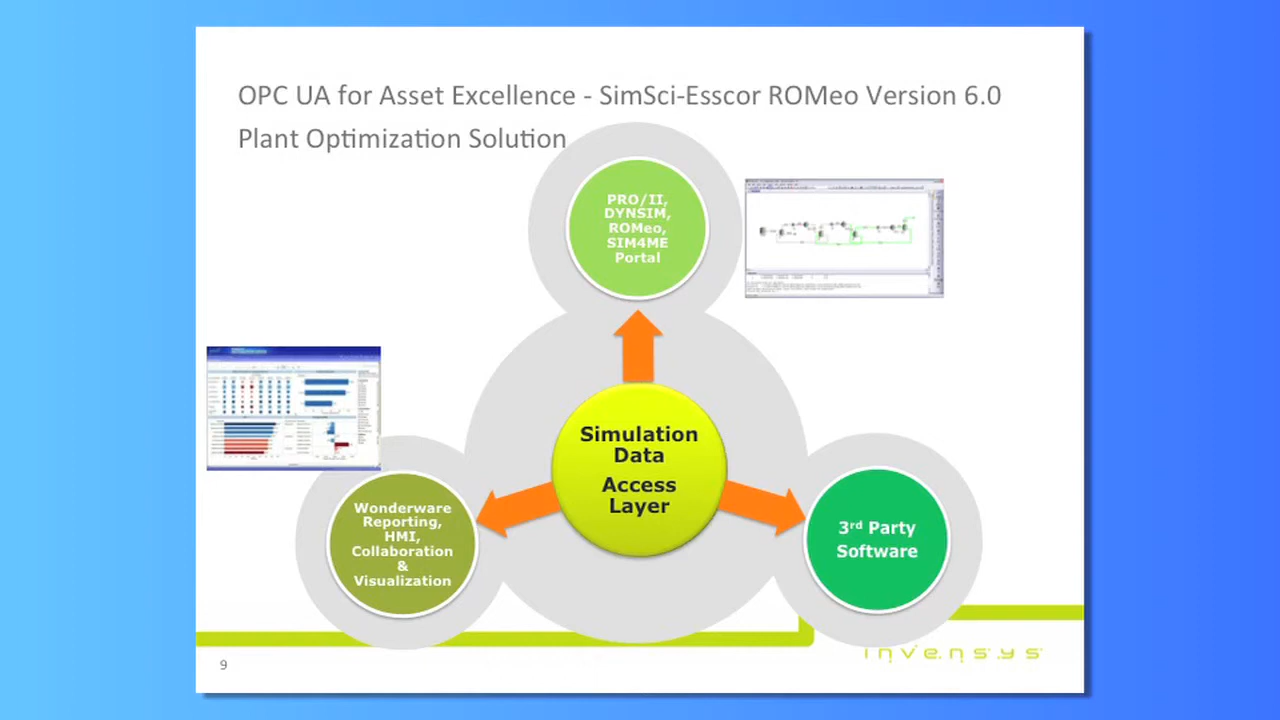 OPC UA for Asset Excellence - SimSci-Esscor ROMeo Version 6.0
Plant Optimization Solution
PRO/II,
DYNSIM,
ROMeo,
SIM4ME
Portal
Simulation
Data
Access
Layer
Wonderware
Reporting,
HMI,
Collaboration
&
Visualization
3rd Party
Software
invensys
9